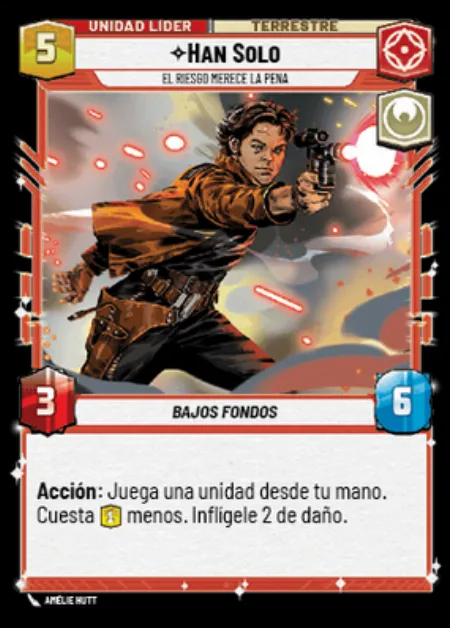 UNIDAD LÍDER TERRESTRE
5
Han Solo
EL RIESGO MERECE LA PENA
3
BAJOS FONDOS
6
Acción: Juega una unidad desde tu mano.
Cuesta 1 menos. Inflígele 2 de daño.
AMÉLIE HUTT